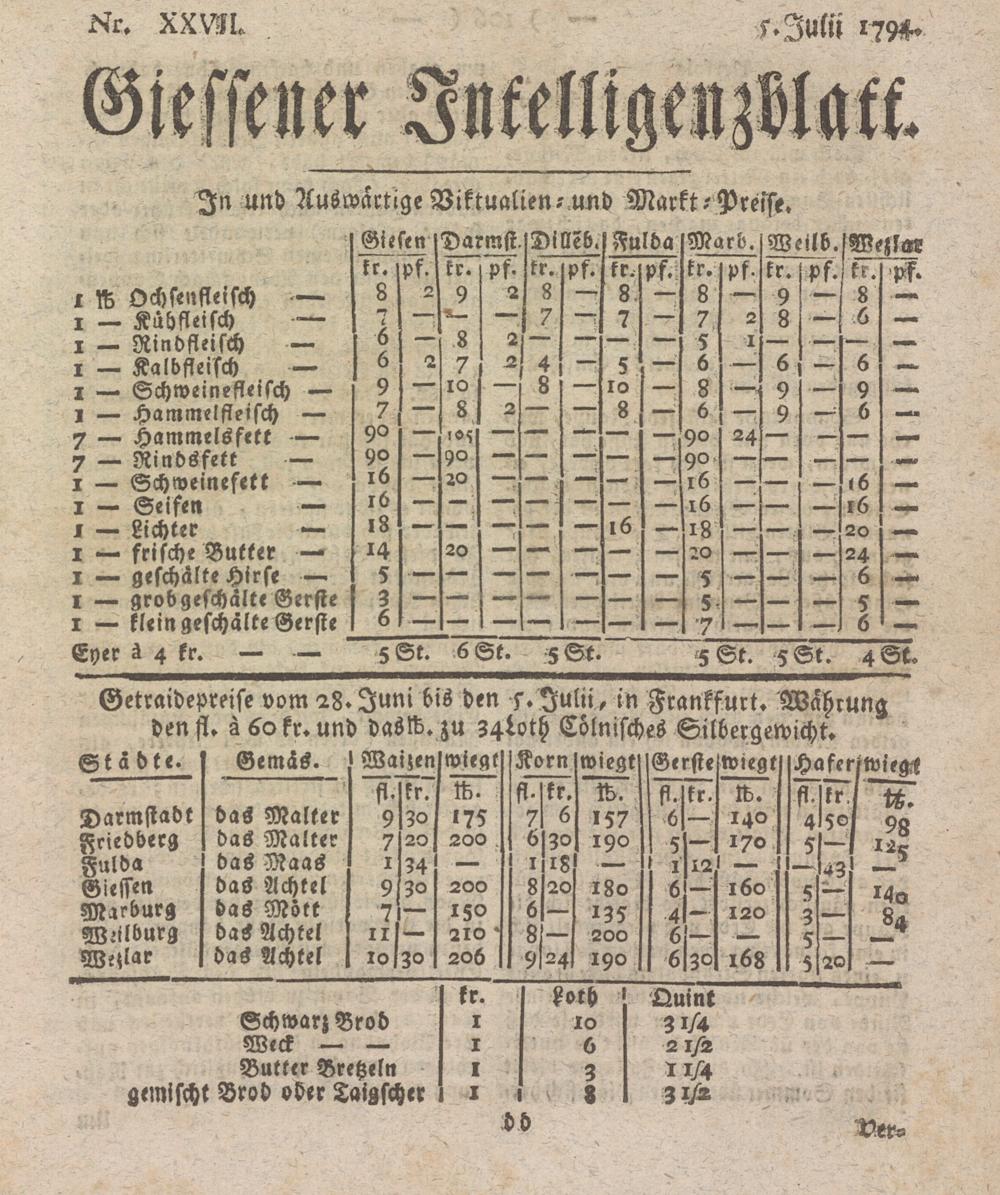 Nr. XXVII. 5. Julii 1794.
Giessener Intelligenzblatt.
In und Auswärtige Viktualien- und Markt-Preise.
Giesen Darmst. Dilleb. Fulda Marb. Weilb. Wezlar
kr. pf. kr. pf. kr. pf. kr. pf. kr. pf. kr. pf. kr. pf.
1 ℔ Ochsenfleisch — 8 2 9 2 8 — 8 — 8 — 9 — 8 —
1 — Kühfleisch — 7 — — — 7 — 7 — 7 2 8 — 6 —
1 — Rindfleisch — 6 — 8 2 — — — — 5 1 — — — —
1 — Kalbfleisch — 6 2 7 2 4 — 5 — 6 — 6 — 6 —
1 — Schweinefleisch — 9 — 10 — 8 — 10 — 8 — 9 — 9 —
1 — Hammelfleisch — 7 — 8 2 — — 8 — 6 — 9 — 6 —
7 — Hammelsfett — 90 — 105 — — — — — 90 24 — — — —
7 — Rindsfett — 90 — 90 — — — — — 90 — — — — —
1 — Schweinefett — 16 — 20 — — — — — 16 — — — 16 —
1 — Seifen — 16 — — — — — — — 16 — — — 16 —
1 — Lichter — 18 — — — — — 16 — 18 — — — 20 —
1 — frische Butter — 14 20 — — — — — 20 — — — 24 —
1 — geschälte Hirse — 5 — — — — — — — 5 — — — 6 —
1 — grobgeschälte Gerste 3 — — — — — — — 5 — — — 5 —
1 — klein geschälte Gerste 6 — — — — — — — 7 — — — 6 —
Eyer à 4 kr. — — 5 St. 6 St. 5 St. 5 St. 5 St. 4 St.
Getraidepreise vom 28. Juni bis den 5. Julii, in Frankfurt. Währung
den fl. à 60 kr. und das ℔. zu 34 Loth Cölnisches Silbergewicht.
Städte. Gemäs. Waizen wiegt Korn wiegt Gerste wiegt Hafer wiegt
fl. kr. ℔. fl. kr. ℔. fl. kr. ℔. fl. kr. ℔.
Darmstadt das Malter 9 30 175 7 6 157 6 — 140 4 50 98
Friedberg das Malter 7 20 200 6 30 190 5 — 170 5 — 125
Fulda das Maas 1 34 — 1 18 — 1 12 — — 43 —
Giessen das Achtel 9 30 200 8 20 180 6 — 160 5 — 140
Marburg das Mött 7 — 150 6 — 135 4 — 120 3 — 84
Weilburg das Achtel 11 — 210 8 — 200 6 — — 5 — —
Wezlar das Achtel 10 30 206 9 24 190 6 30 168 5 20 —
kr. Loth Quint
Schwarz Brod 1 10 3 1/4
Weck — — 1 6 2 1/2
Butter Bretzeln 1 3 1 1/4
gemischt Brod oder Taigscher 1 8 3 1/2
dd Ver-